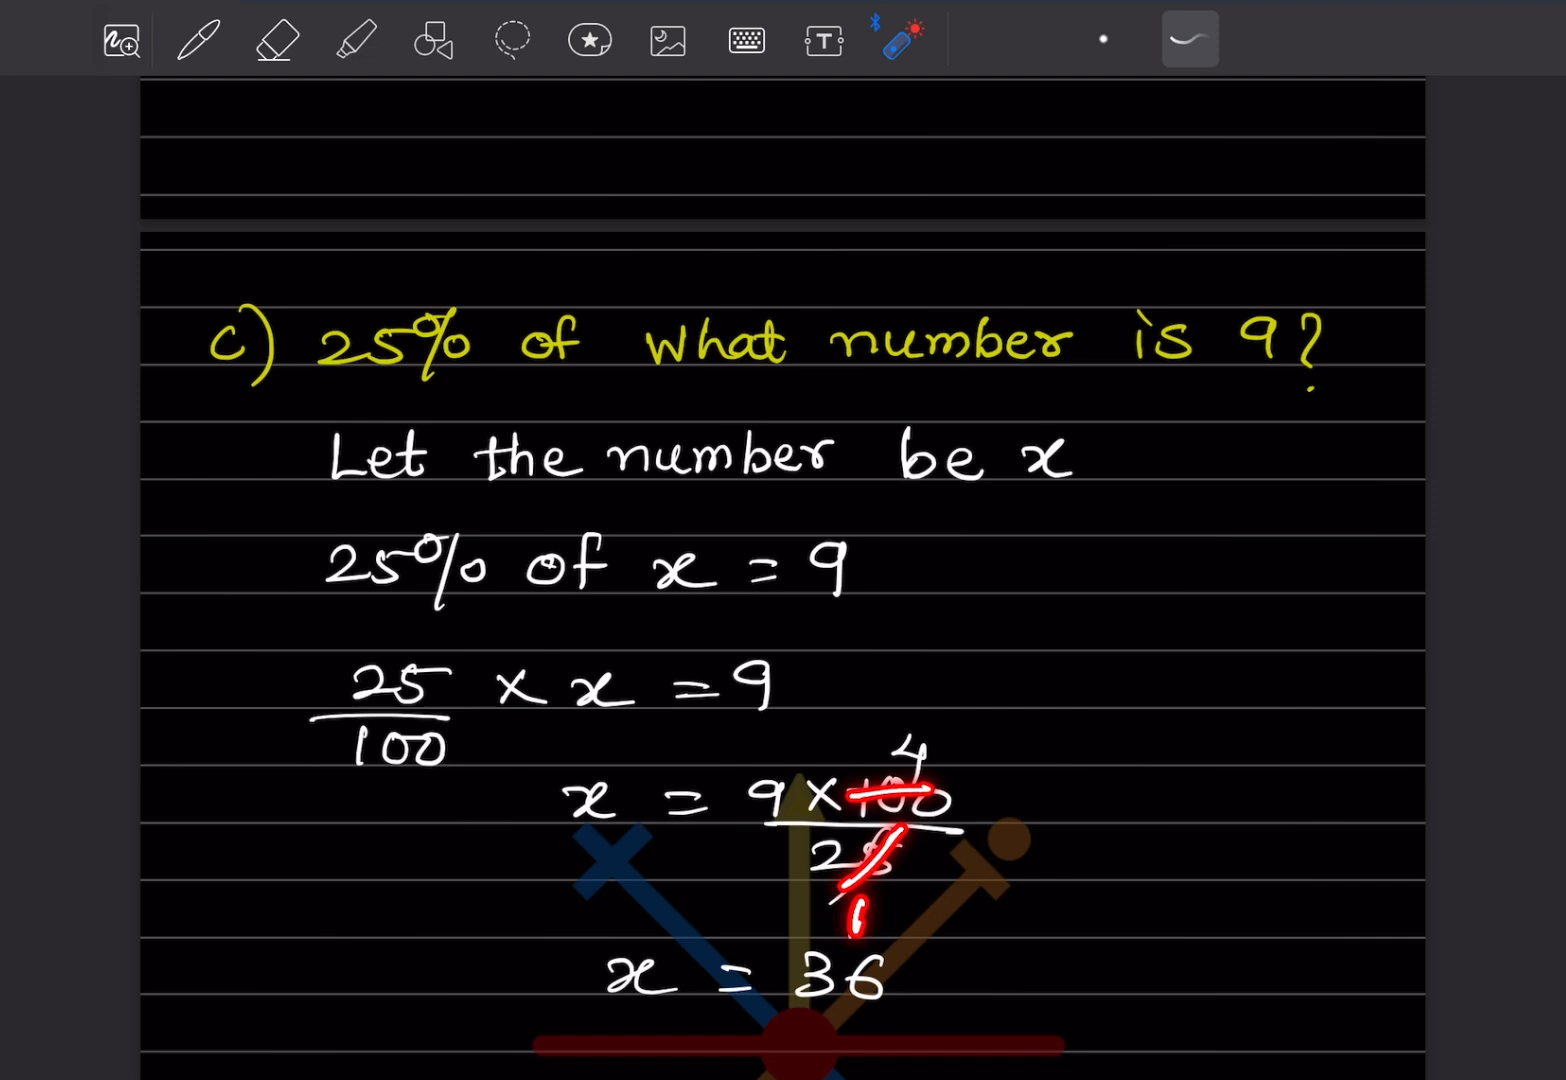 c) 25% of what number is 9?
Let the number be x
25% of x = 9
25/100 × x = 9
4
x = 9 × 100/25
1
x = 36